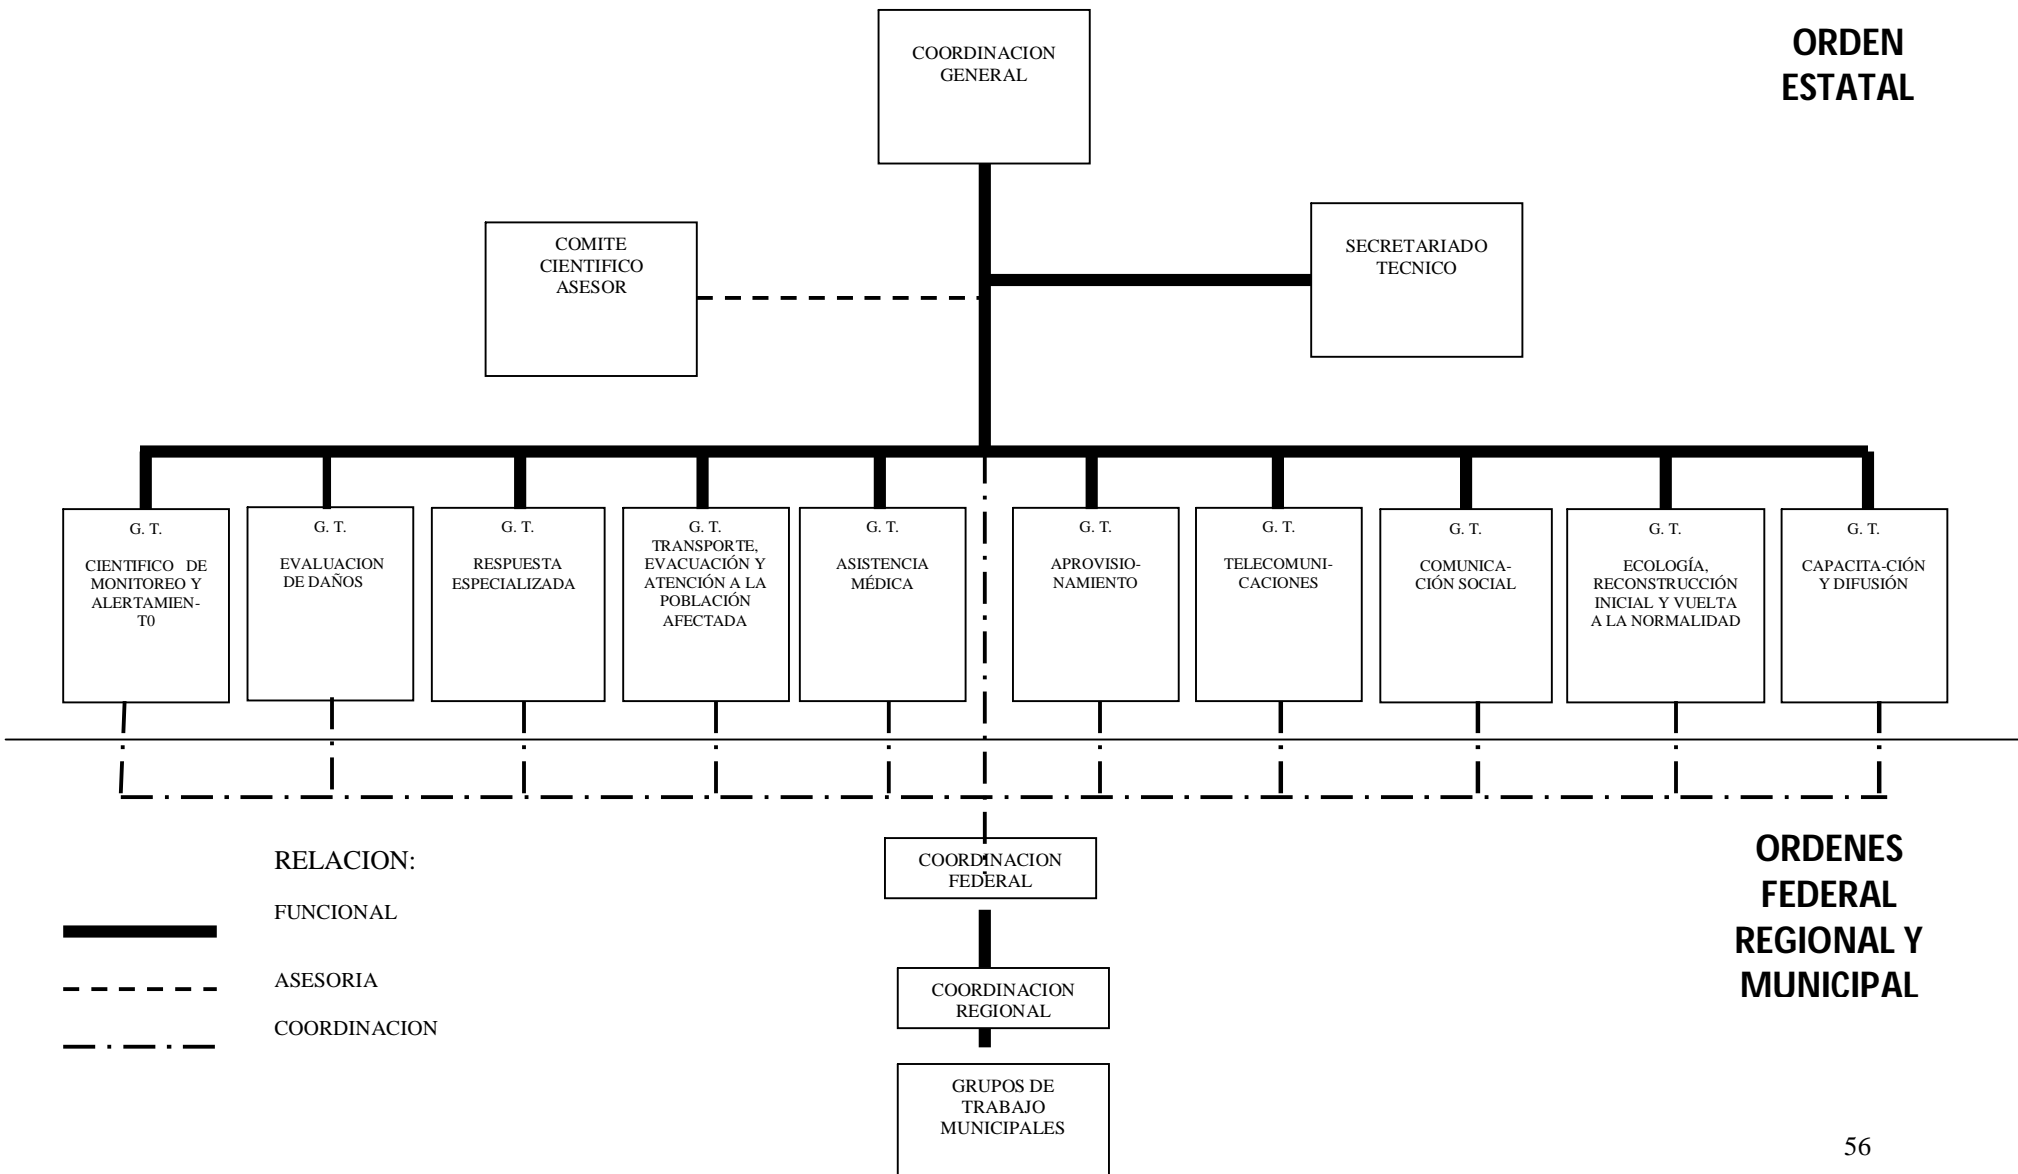 COORDINACION
GENERAL
ORDEN
ESTATAL
COMITE
CIENTIFICO
ASESOR
SECRETARIADO
TECNICO
G. T.
CIENTIFICO DE
MONITOREO Y
ALERTAMIEN-
T0
G. T.
EVALUACION
DE DAÑOS
G. T.
RESPUESTA
ESPECIALIZADA
G. T.
TRANSPORTE,
EVACUACIÓN Y
ATENCIÓN A LA
POBLACIÓN
AFECTADA
G. T.
ASISTENCIA
MÉDICA
G. T.
APROVISIO-
NAMIENTO
G. T.
TELECOMUNI-
CACIONES
G. T.
COMUNICA-
CIÓN SOCIAL
G. T.
ECOLOGÍA,
RECONSTRUCCIÓN
INICIAL Y VUELTA
A LA NORMALIDAD
G. T.
CAPACITA-CIÓN
Y DIFUSIÓN
RELACION:
FUNCIONAL
ASESORIA
COORDINACION
COORDINACION
FEDERAL
COORDINACION
REGIONAL
GRUPOS DE
TRABAJO
MUNICIPALES
ORDENES
FEDERAL
REGIONAL Y
MUNICIPAL
56